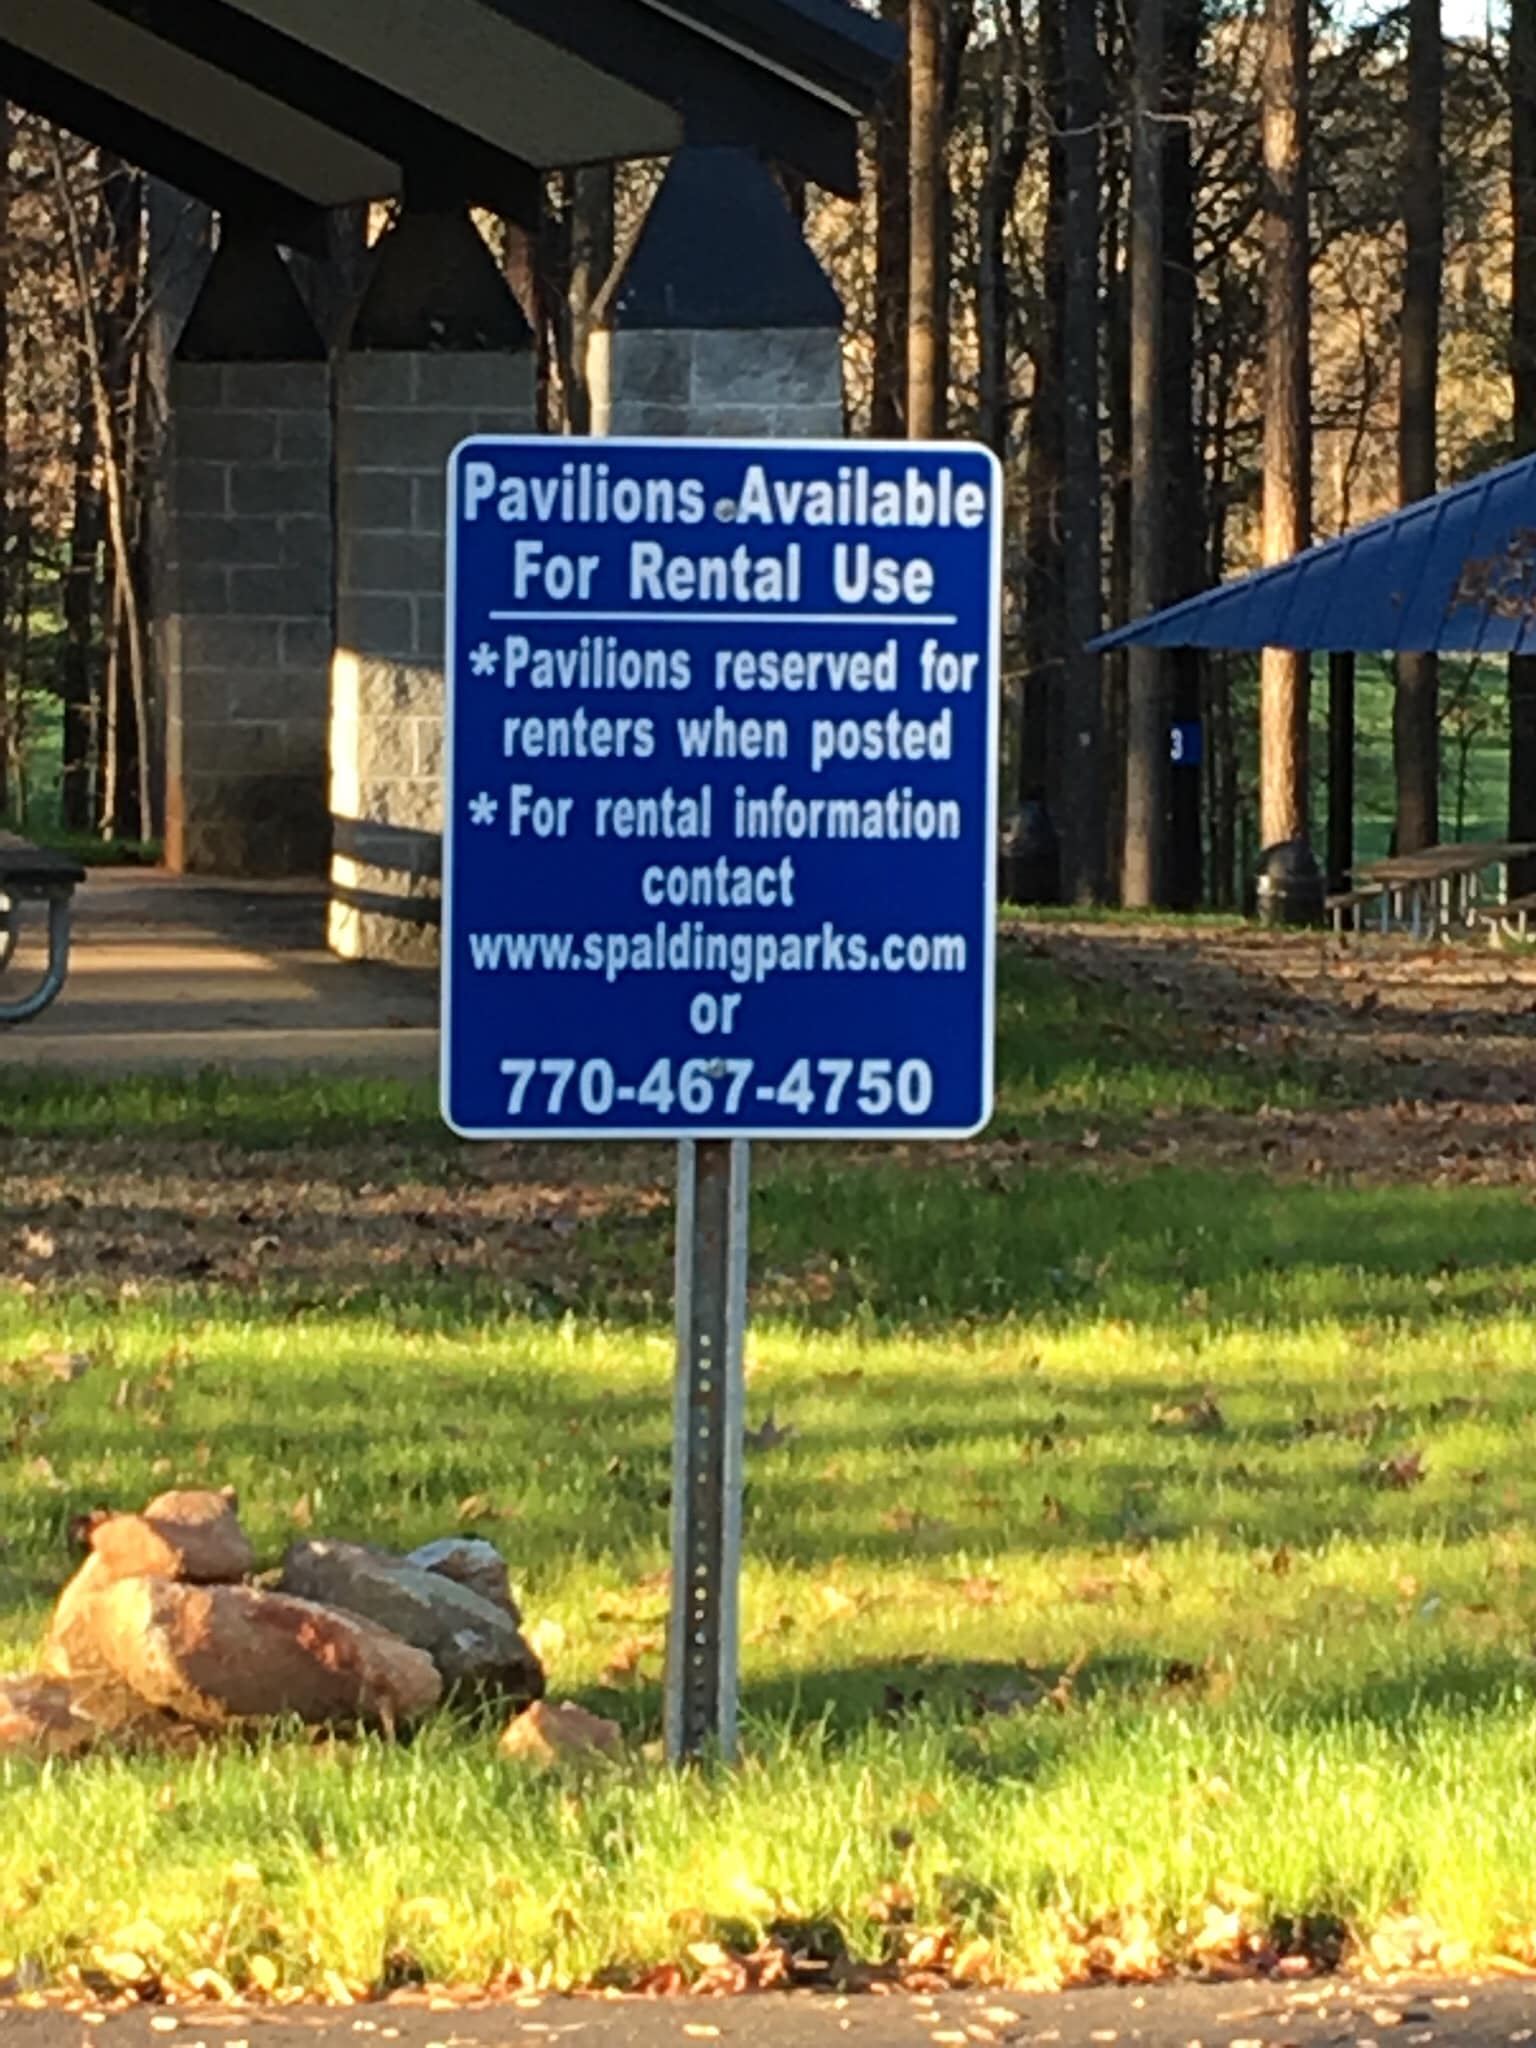 Pavilions Available
For Rental Use
*Pavilions reserved for
renters when posted
*For rental information
contact
www.spaldingparks.com
or
770-467-4750
3